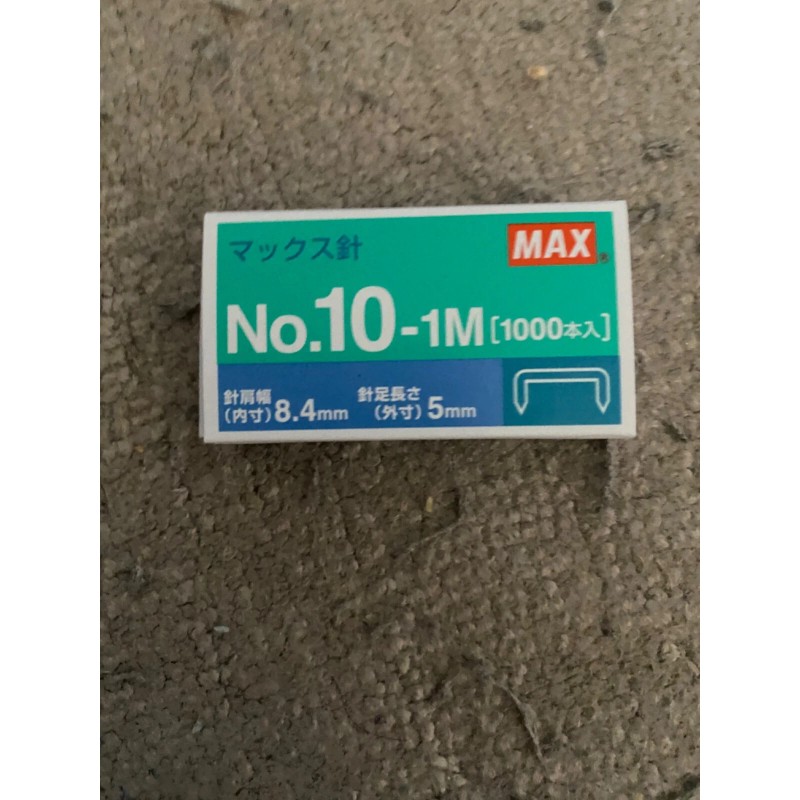 マックス針
MAX®
No.10-1M[1000本入]
針肩幅
(内寸)8.4mm
針足長さ
(外寸)5mm